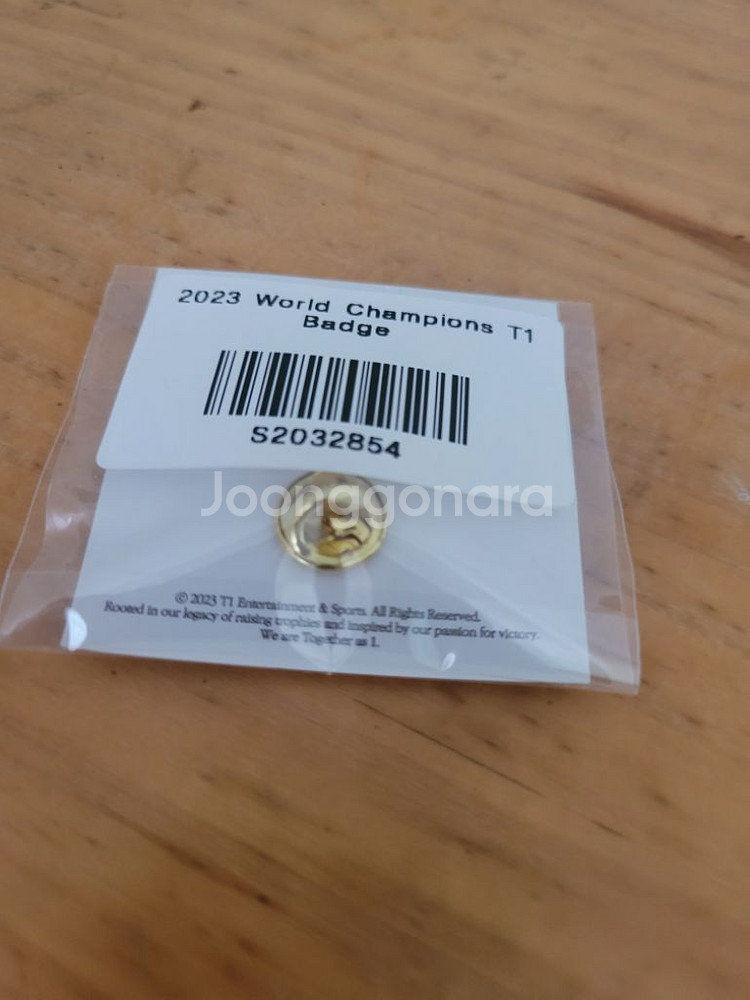 2023 World Champions T1
Badge
S2032854
Joonggonara
© 2023 T1 Entertainment & Sports. All Rights Reserved.
Rooted in our legacy of raising trophies and inspired by our passion for victory.
We are Together as 1.